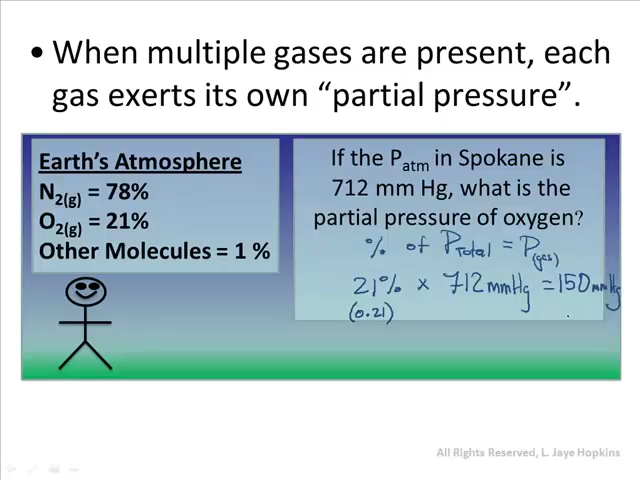 • When multiple gases are present, each
gas exerts its own “partial pressure”.
Earth’s Atmosphere
N2(g) = 78%
O2(g) = 21%
Other Molecules = 1 %
If the Patm in Spokane is
712 mm Hg, what is the
partial pressure of oxygen?
% of PTotal = P(gas)
21% × 712 mmHg = 150 mmHg
(0.21)
All Rights Reserved, L. Jaye Hopkins